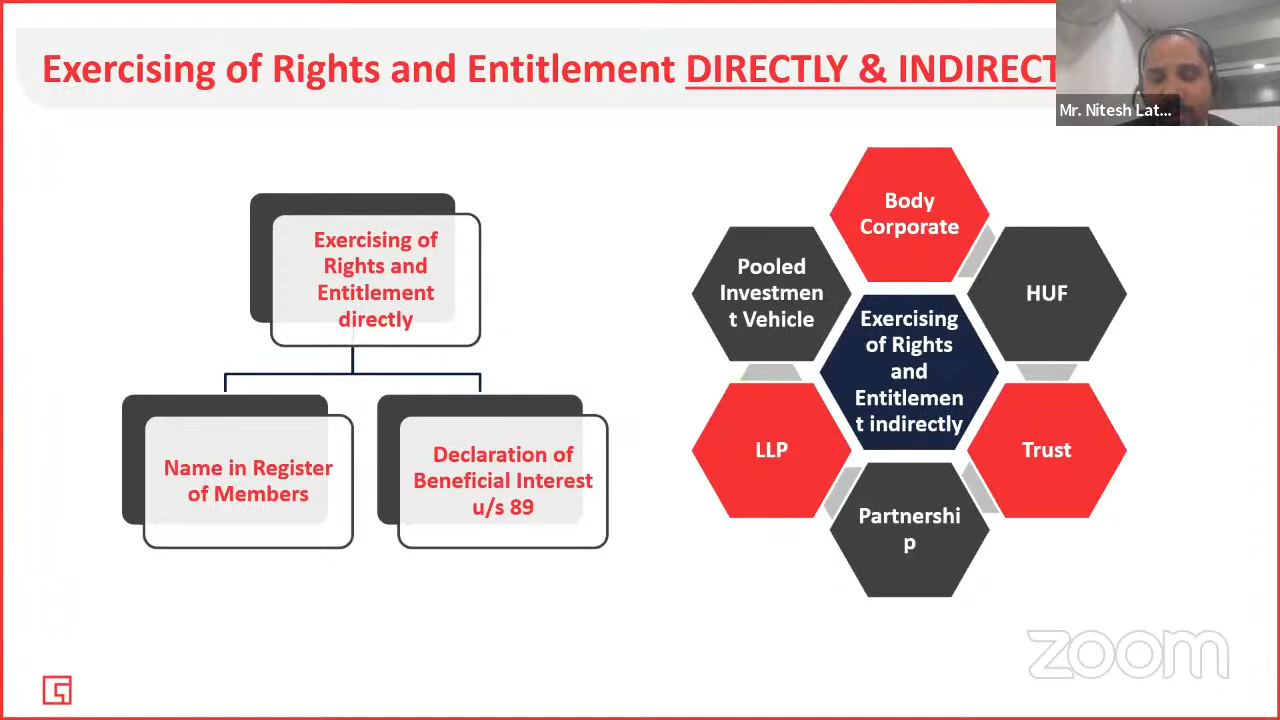 Exercising of Rights and Entitlement DIRECTLY & INDIRECT
Mr. Nitesh Lat...
Exercising of
Rights and
Entitlement
directly
Name in Register
of Members
Declaration of
Beneficial Interest
u/s 89
Body
Corporate
Pooled
Investmen
t Vehicle
HUF
Exercising
of Rights
and
Entitlemen
t indirectly
LLP
Trust
Partnershi
p
zoom